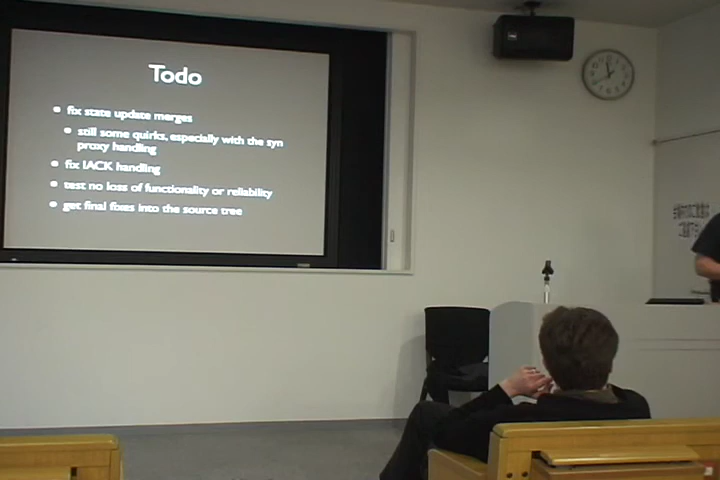 Todo
fix state update merges
still some quirks, especially with the syn
proxy handling
fix IACK handling
test no loss of functionality or reliability
get final fixes into the source tree